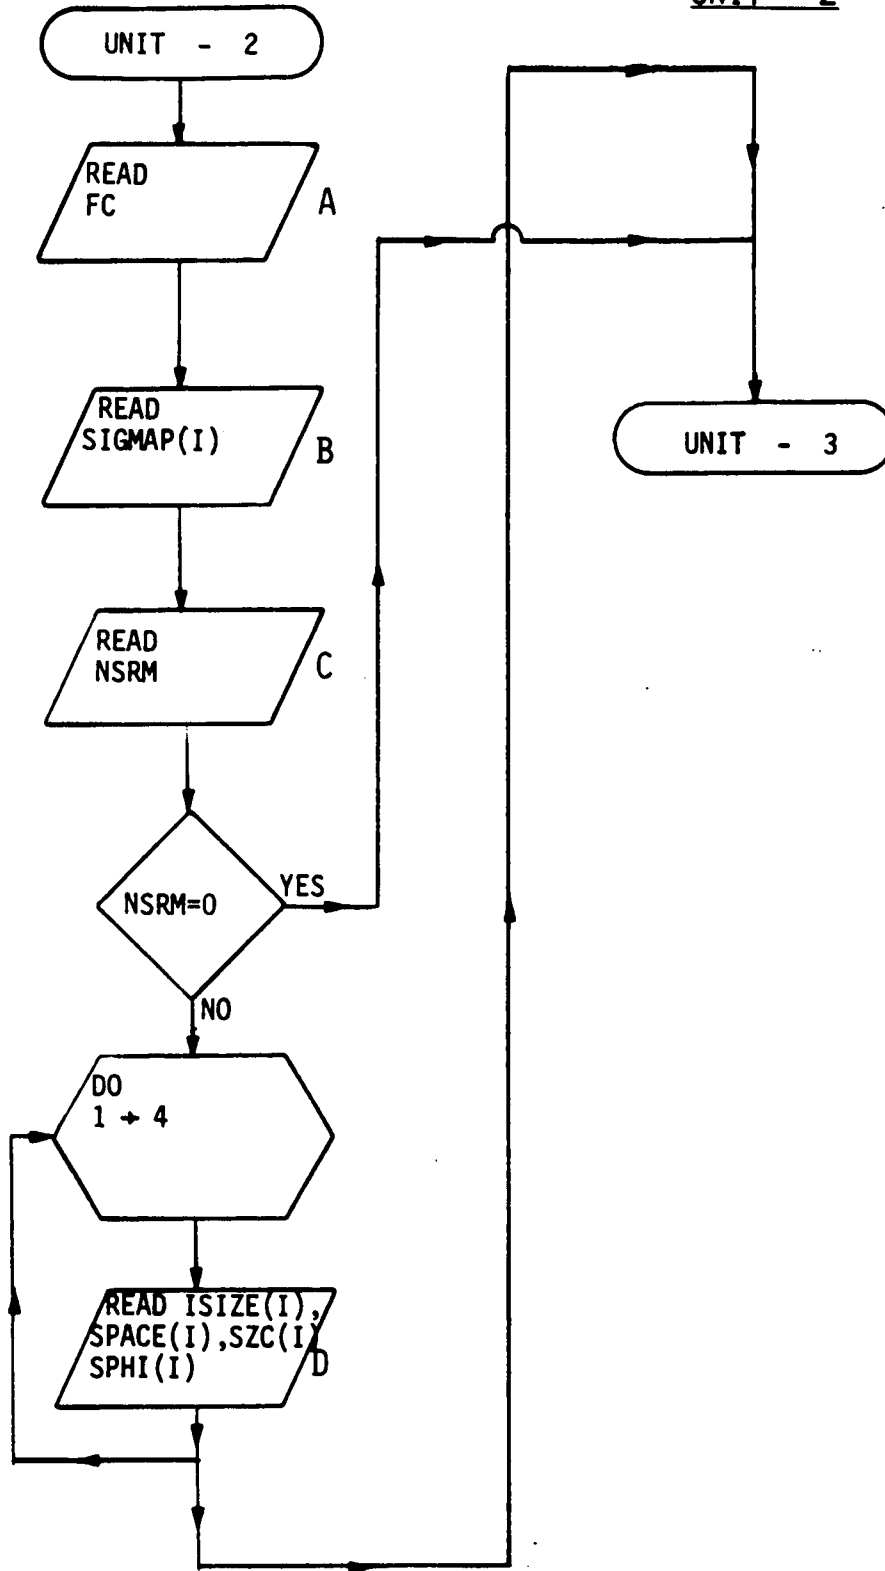 UNIT - 2
UNIT - 2
READ
FC
A
READ
SIGMAP(I)
B
UNIT - 3
READ
NSRM
C
NSRM=0
YES
NO
DO
1 → 4
READ ISIZE(I),
SPACE(I),SZC(I)
SPHI(I)
D